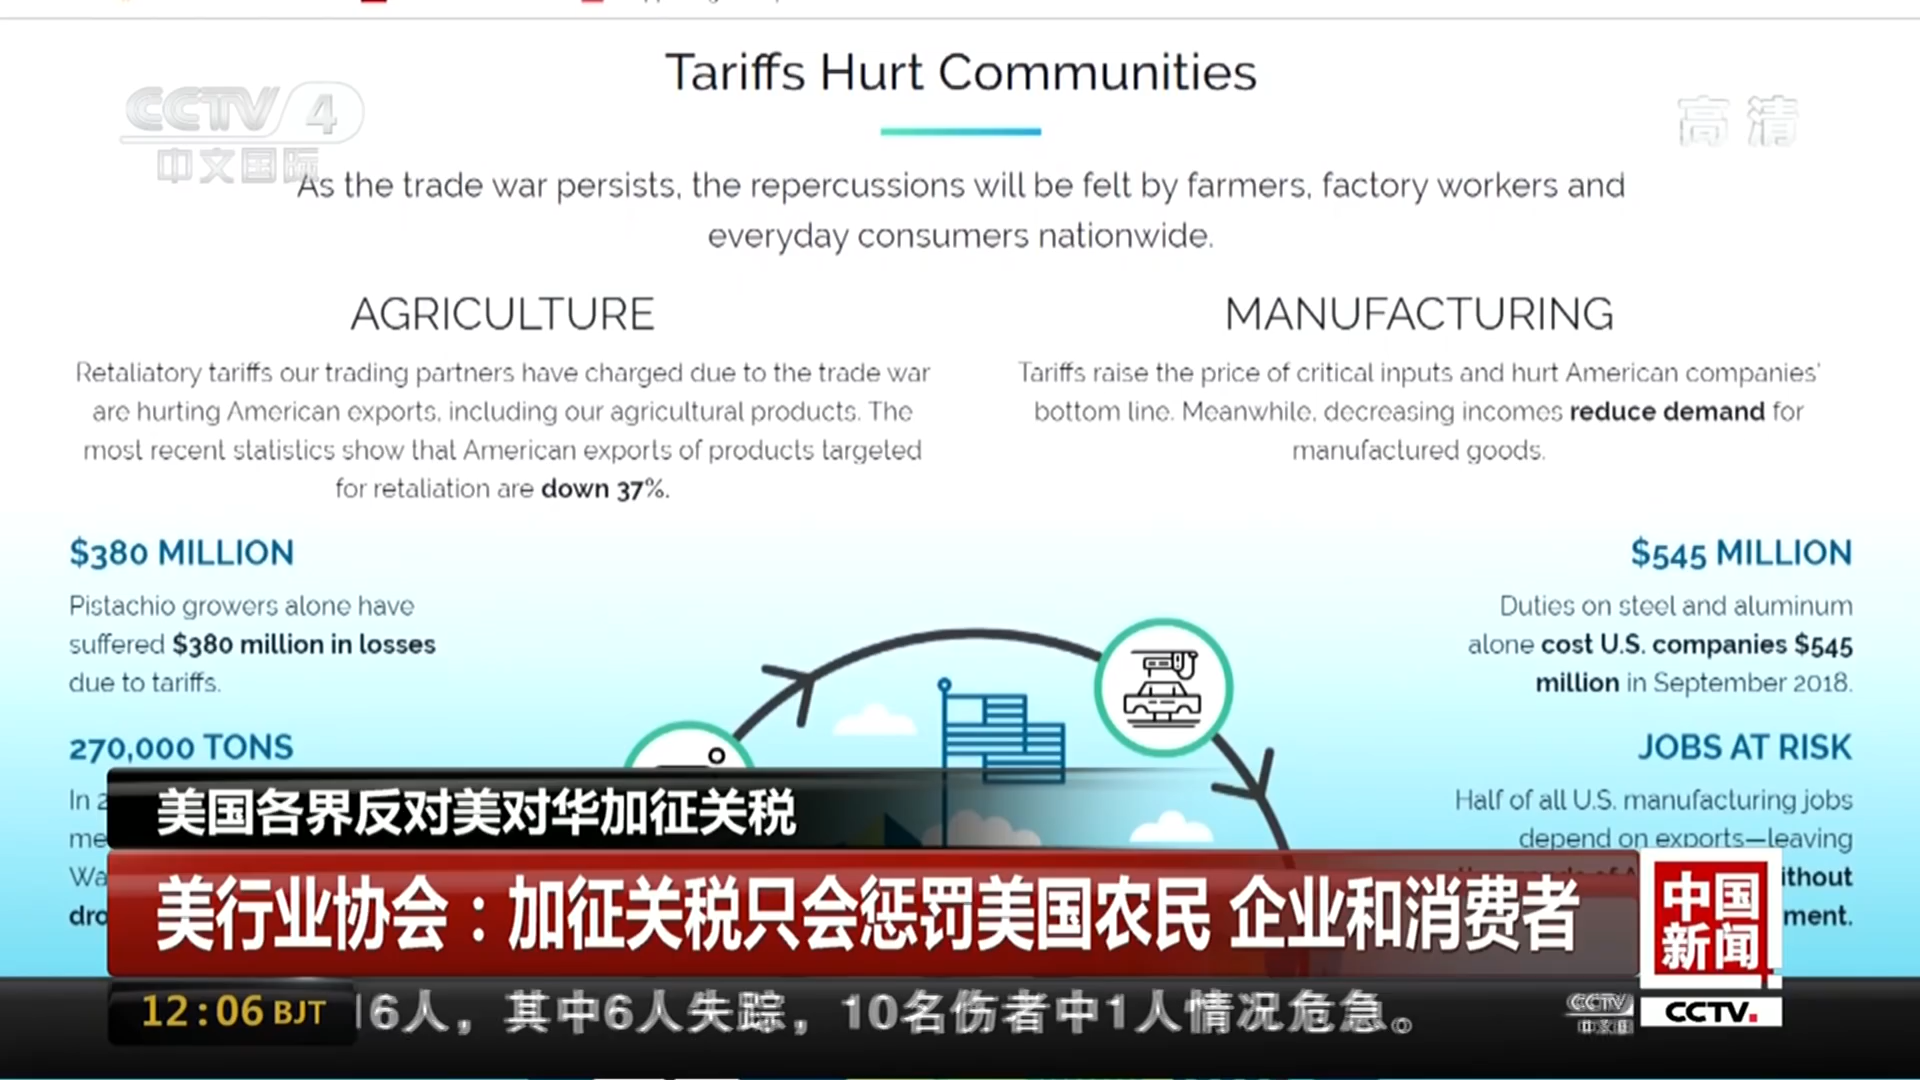 Tariffs Hurt Communities
CCTV 4
高清
中文国际
As the trade war persists, the repercussions will be felt by farmers, factory workers and
everyday consumers nationwide.
AGRICULTURE
Retaliatory tariffs our trading partners have charged due to the trade war
are hurting American exports, including our agricultural products. The
most recent statistics show that American exports of products targeted
for retaliation are down 37%.
MANUFACTURING
Tariffs raise the price of critical inputs and hurt American companies'
bottom line. Meanwhile, decreasing incomes reduce demand for
manufactured goods.
$380 MILLION
Pistachio growers alone have
suffered $380 million in losses
due to tariffs.
270,000 TONS
In
$545 MILLION
Duties on steel and aluminum
alone cost U.S. companies $545
million in September 2018.
JOBS AT RISK
Half of all U.S. manufacturing jobs
depend on exports—leaving
美国各界反对美对华加征关税
美行业协会：加征关税只会惩罚美国农民 企业和消费者
中国
新闻
CCTV.
12:06 BJT
6人，其中6人失踪，10名伤者中1人情况危急。
CCTV